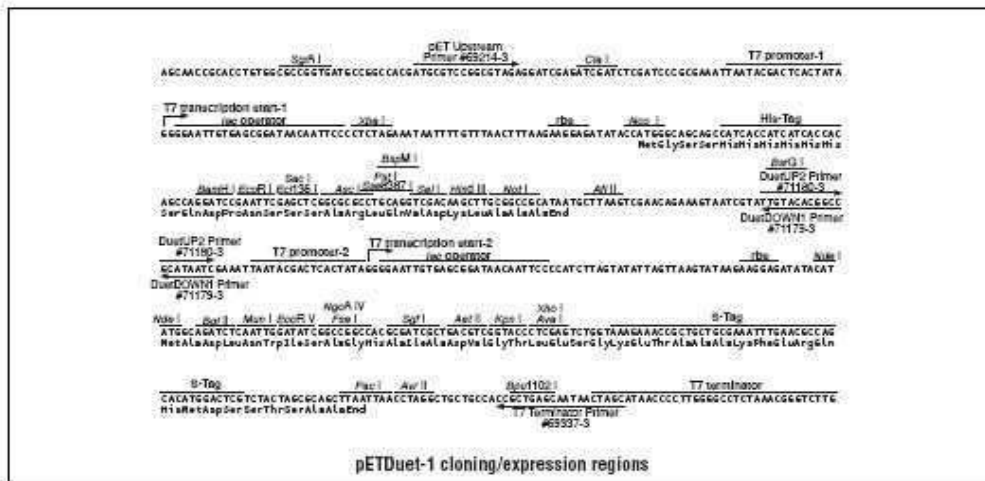 SgrA I
pET Upstream
Primer #69214-3
Cla I
T7 promoter-1
AGCAACCGCACCTGTGGCGCCGGTGATGCCGGCCACGATGCGTCCGGCGTAGAGGATCGAGATCGATCTCGATCCCGCGAAATTAATACGACTCACTATA
T7 transcription start-1
lac operator
Xba I
rbs
Nco I
His-Tag
GGGGAATTGTGAGCGGATAACAATTCCCCTCTAGAAATAATTTTGTTTAACTTTAAGAAGGAGATATACCATGGGCAGCAGCCATCACCATCATCACCAC
MetGlySerSerHisHisHisHisHisHis
BamH I
EcoR I
Sac I
Ecl136 I
Asc I
BspM I
Pst I
Sse8387 I
Sal I
Hind III
Not I
Afl II
BsrG I
DuetUP2 Primer
#71180-3
AGCCAGGATCCGAATTCGAGCTCGGCGCGCCTGCAGGTCGACAAGCTTGCGGCCGCATAATGCTTAAGTCGAACAGAAAGTAATCGTATTGTACACGGCC
SerGlnAspProAsnSerSerSerAlaArgLeuGlnValAspLysLeuAlaAlaAlaEnd
DuetDOWN1 Primer
#71179-3
DuetUP2 Primer
#71180-3
T7 promoter-2
T7 transcription start-2
lac operator
rbs
Nde I
GCATAATCGAAATTAATACGACTCACTATAGGGGAATTGTGAGCGGATAACAATTCCCCATCTTAGTATATTAGTTAAGTATAAGAAGGAGATATACAT
DuetDOWN1 Primer
#71179-3
Nde I
Bgl II
Mun I
EcoR V
NgoA IV
Fse I
Sgf I
Aat II
Kpn I
Xho I
Ava I
S-Tag
ATGGCAGATCTCAATTGGATATCGGCCGGCCACGCGATCGCTGACGTCGGTACCCTCGAGTCTGGTAAAGAAACCGCTGCTGCGAAATTTGAACGCCAG
MetAlaAspLeuAsnTrpIleSerAlaGlyHisAlaIleAlaAspValGlyThrLeuGluSerGlyLysGluThrAlaAlaAlaLysPheGluArgGln
S-Tag
Pac I
Avr II
Bpu1102 I
T7 terminator
CACATGGACTCGTCTACTAGCGCAGCTTAATTAACCTAGGCTGCTGCCACCGCTGAGCAATAACTAGCATAACCCCTTGGGGCCTCTAAACGGGTCTTG
HisMetAspSerSerThrSerAlaAlaEnd
T7 Terminator Primer
#69337-3
pETDuet-1 cloning/expression regions